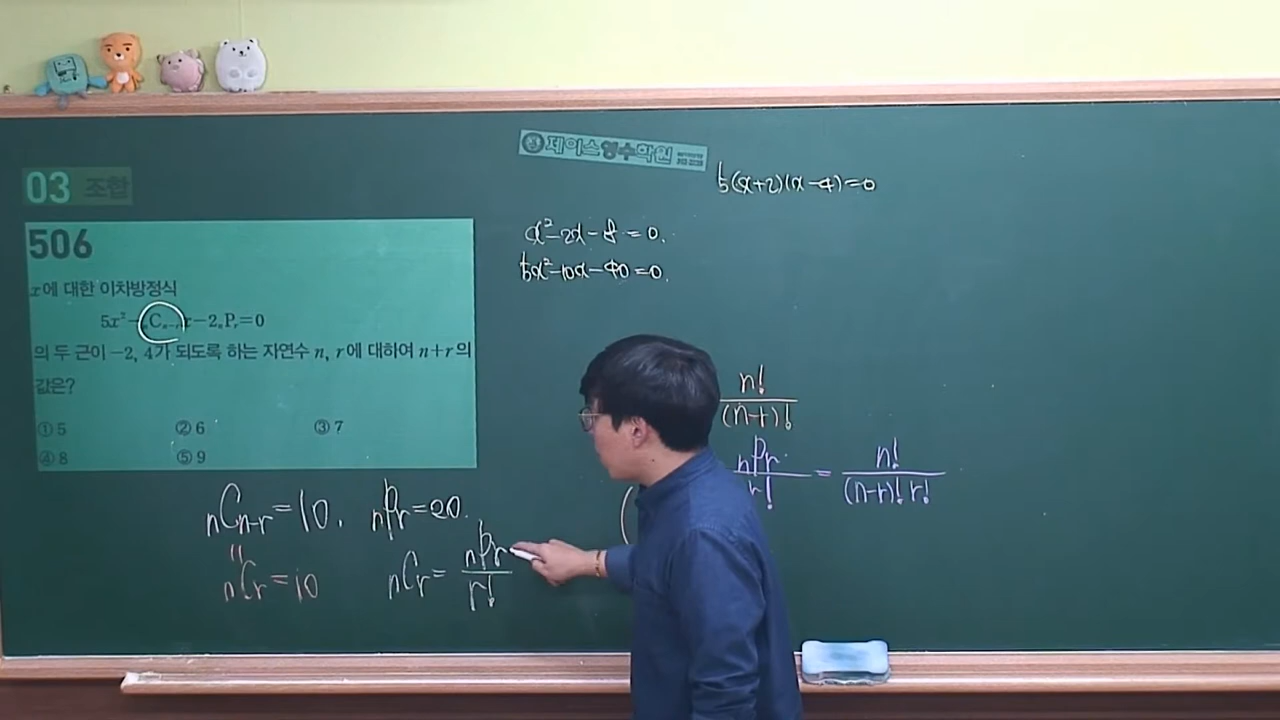 제이스영수학원
03 조합
506
x에 대한 이차방정식
5x²-ₙCₙ₋ᵣx-2ₙPᵣ=0
의 두 근이 -2, 4가 되도록 하는 자연수 n, r에 대하여 n+r의
값은?
① 5 ② 6 ③ 7
④ 8 ⑤ 9
5(x+2)(x-4)=0
x²-2x-8=0.
5x²-10x-40=0.
n!/(n-r)!
ₙPᵣ/r! = n!/(n-r)! r!
ₙCₙ₋ᵣ=10. ₙPᵣ=20.
"
ₙCᵣ=10 ₙCᵣ= ₙPᵣ/r!